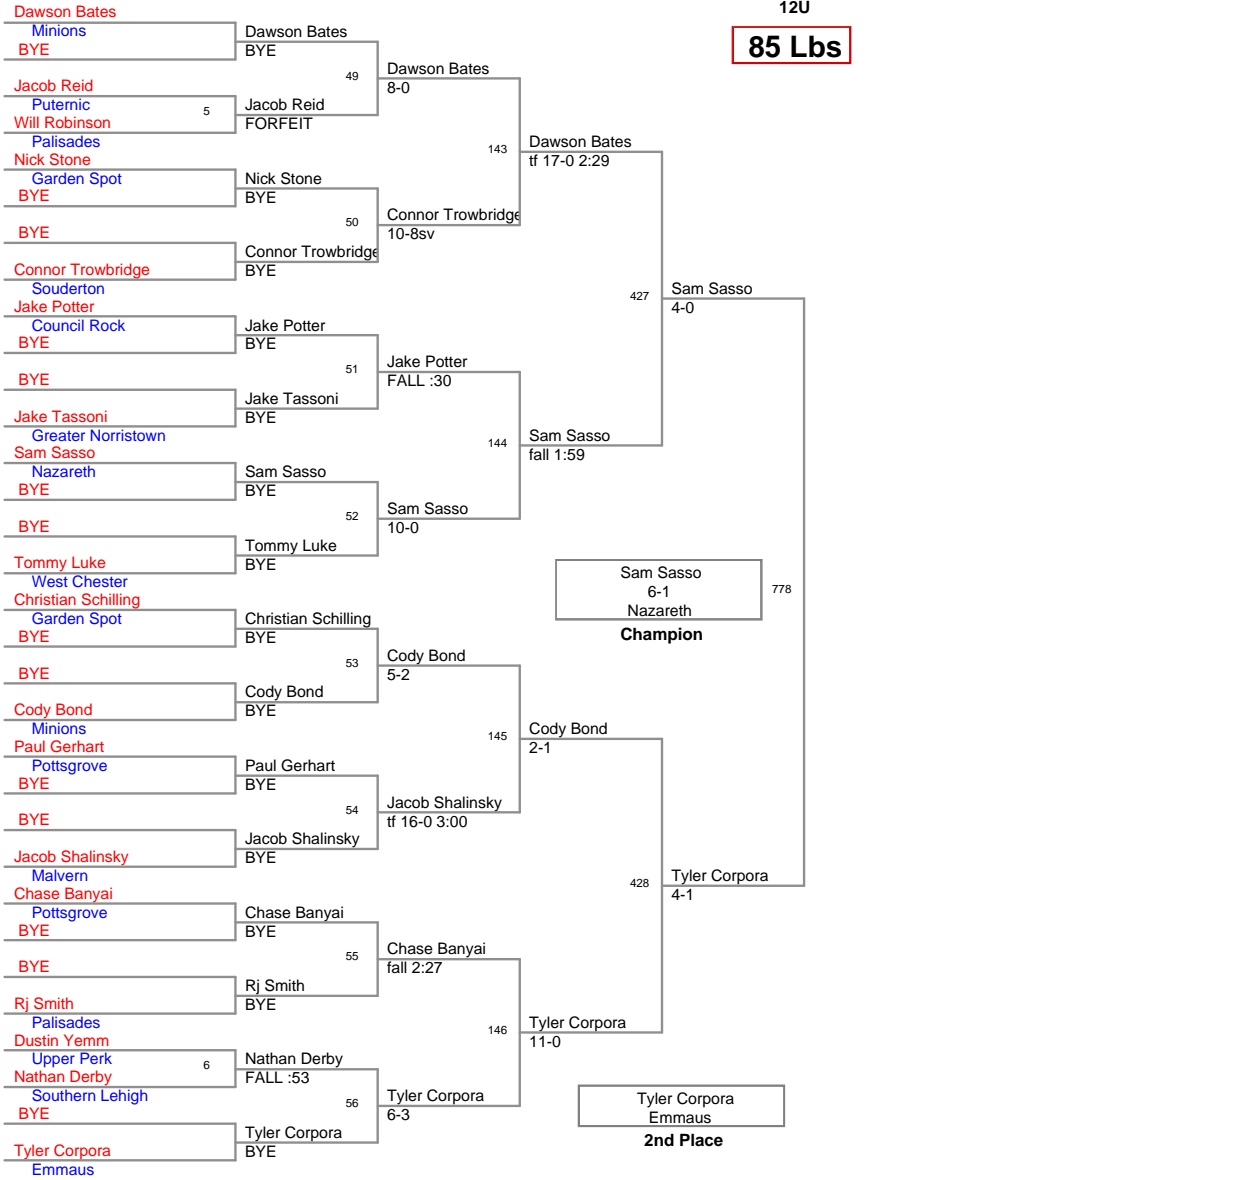 12U
85 Lbs
Dawson Bates
Minions
BYE
Jacob Reid
Puternic
5
Will Robinson
Palisades
Nick Stone
Garden Spot
BYE
BYE
Connor Trowbridge
Souderton
Jake Potter
Council Rock
BYE
BYE
Jake Tassoni
Greater Norristown
Sam Sasso
Nazareth
BYE
BYE
Tommy Luke
West Chester
Christian Schilling
Garden Spot
BYE
BYE
Cody Bond
Minions
Paul Gerhart
Pottsgrove
BYE
BYE
Jacob Shalinsky
Malvern
Chase Banyai
Pottsgrove
BYE
BYE
Rj Smith
Palisades
Dustin Yemm
Upper Perk
6
Nathan Derby
Southern Lehigh
BYE
Tyler Corpora
Emmaus
Dawson Bates
BYE
49
Jacob Reid
FORFEIT
Nick Stone
BYE
50
Connor Trowbridge
BYE
Jake Potter
BYE
51
Jake Tassoni
BYE
Sam Sasso
BYE
52
Tommy Luke
BYE
Christian Schilling
BYE
53
Cody Bond
BYE
Paul Gerhart
BYE
54
Jacob Shalinsky
BYE
Chase Banyai
BYE
55
Rj Smith
BYE
Nathan Derby
FALL :53
56
Tyler Corpora
BYE
Dawson Bates
8-0
143
Connor Trowbridge
10-8sv
Jake Potter
FALL :30
144
Sam Sasso
10-0
Cody Bond
5-2
145
Jacob Shalinsky
tf 16-0 3:00
Chase Banyai
fall 2:27
146
Tyler Corpora
6-3
Dawson Bates
tf 17-0 2:29
427
Sam Sasso
fall 1:59
Cody Bond
2-1
428
Tyler Corpora
11-0
Sam Sasso
4-0
778
Tyler Corpora
4-1
Sam Sasso
6-1
Nazareth
Champion
Tyler Corpora
Emmaus
2nd Place